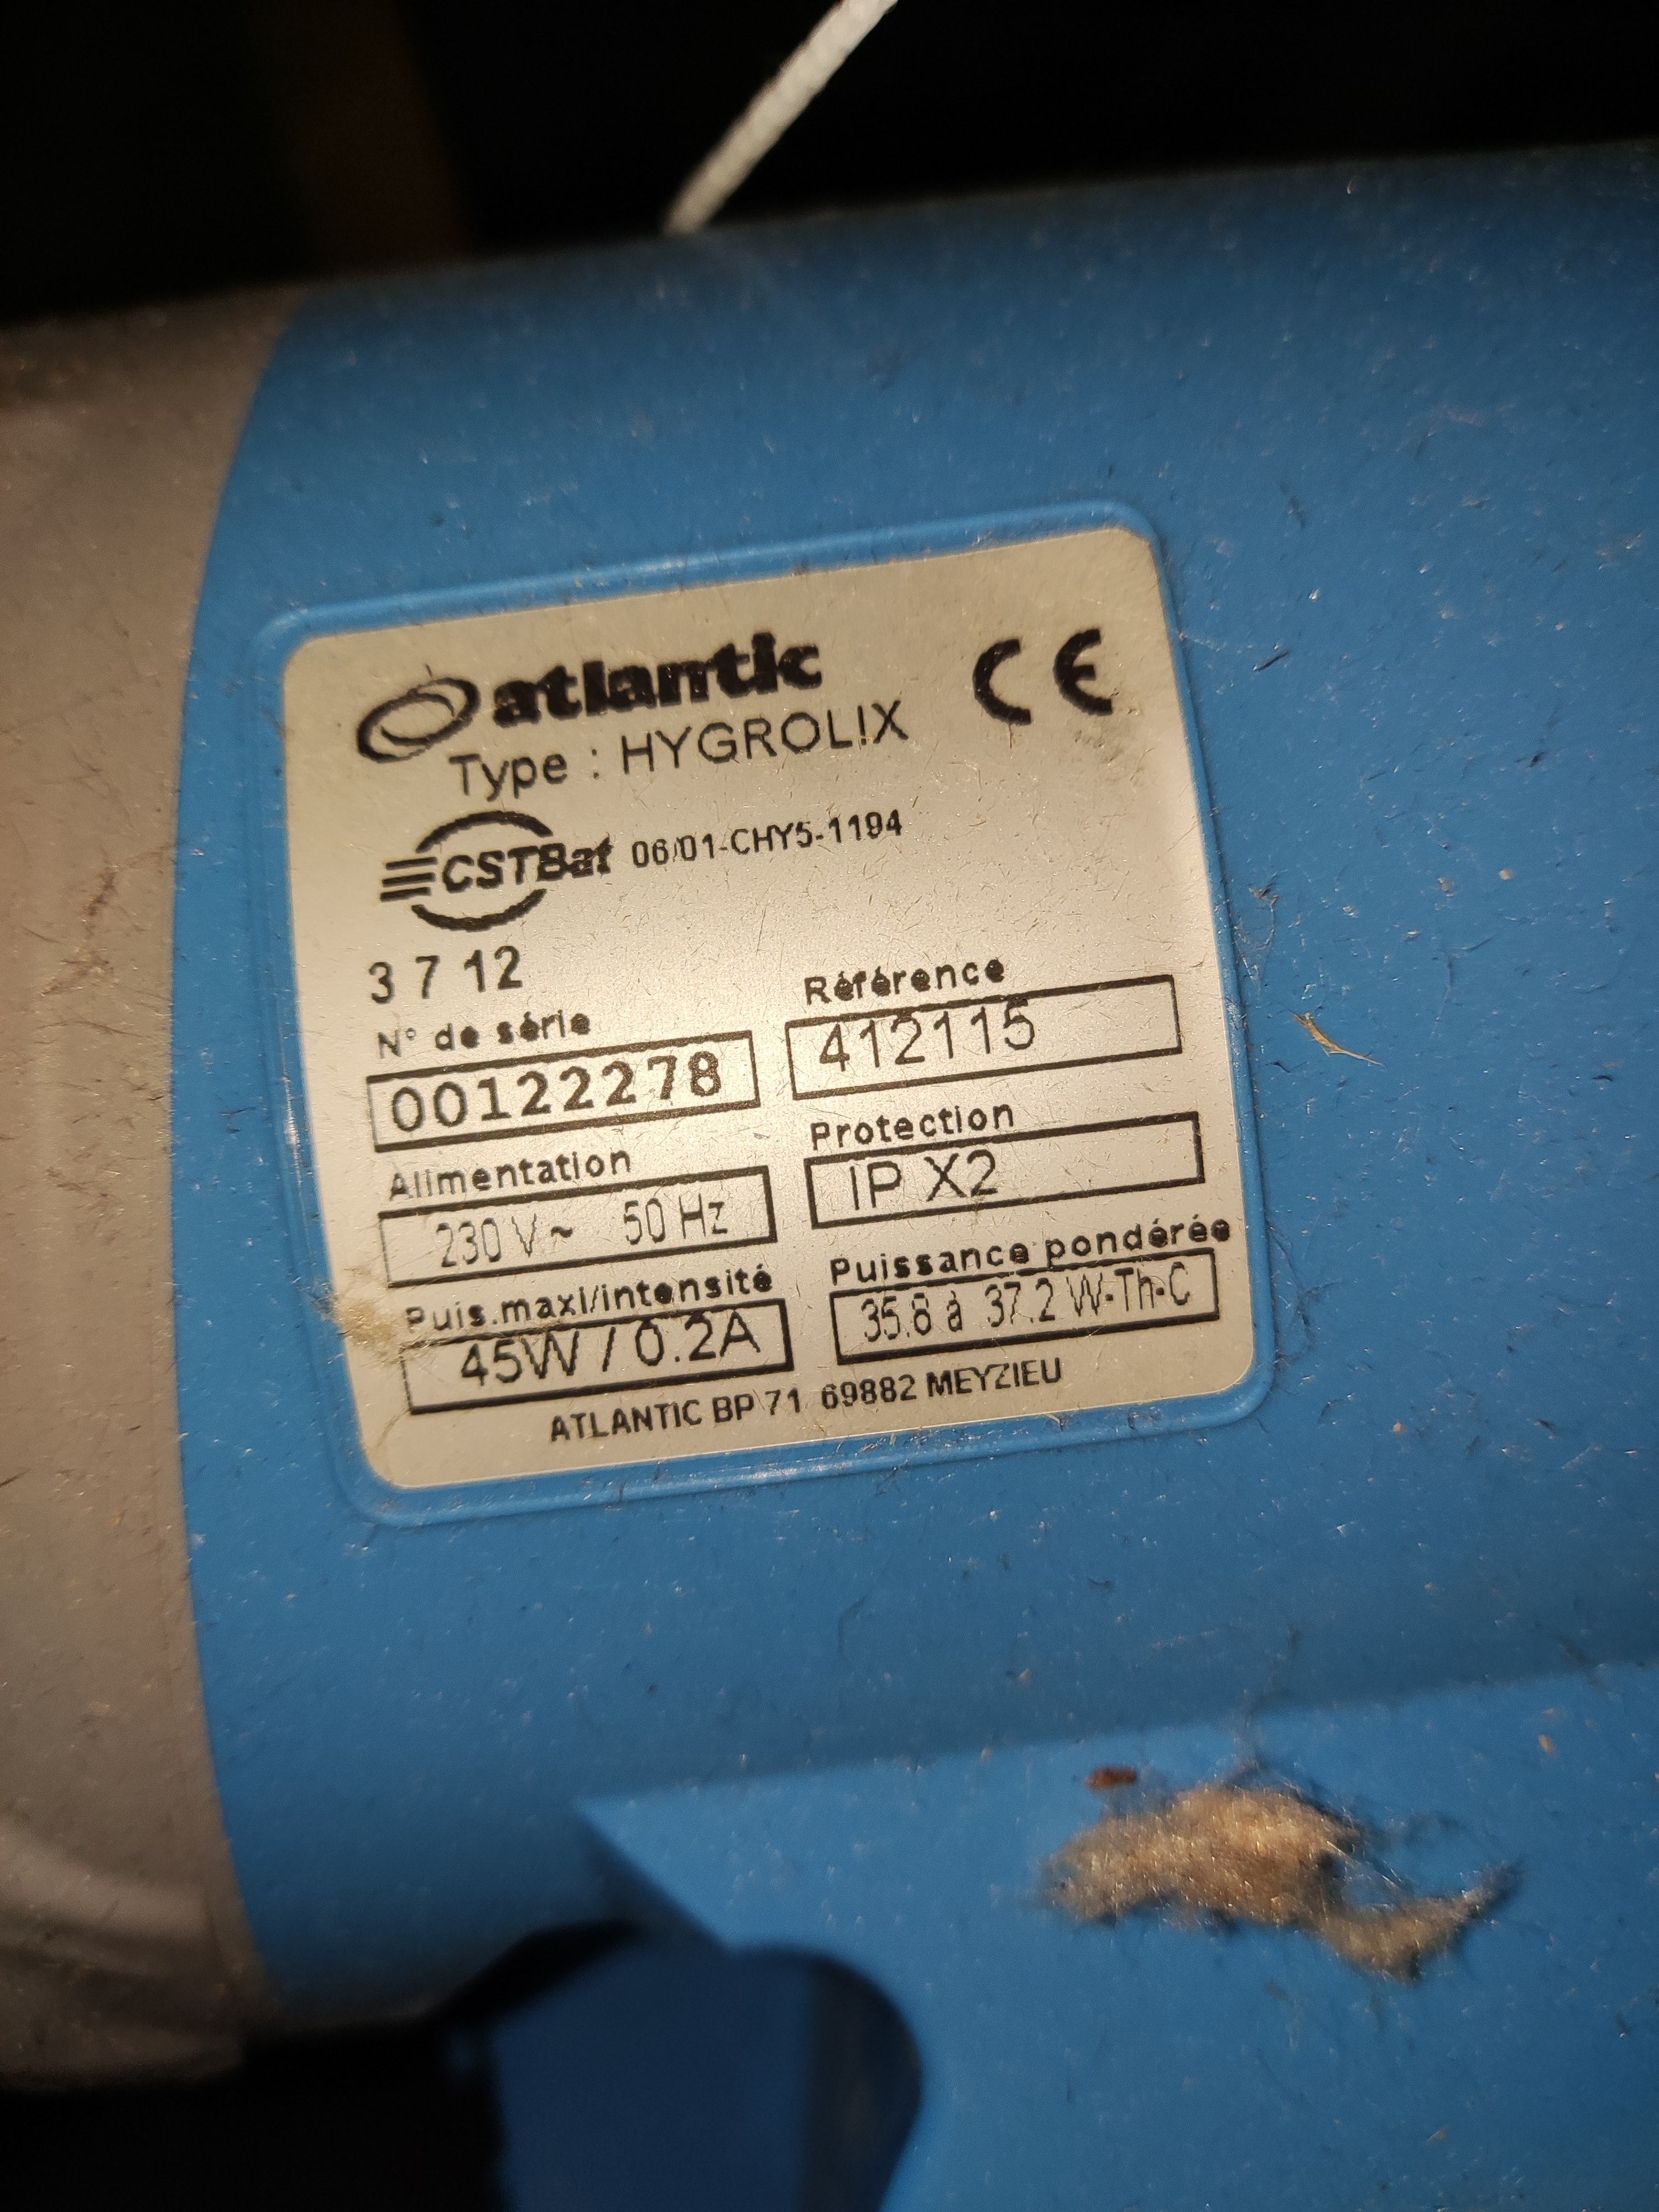 atlantic CE
Type : HYGROL!X
CSTBat 06/01-CHY5-1194
3 7 12
N° de série
00122278
Référence
412115
Alimentation
230 V ~ 50 Hz
Protection
IP X2
Puis.maxi/intensité
45W / 0.2A
Puissance pondérée
35.8 à 37.2 W-Th-C
ATLANTIC BP 71 69882 MEYZIEU